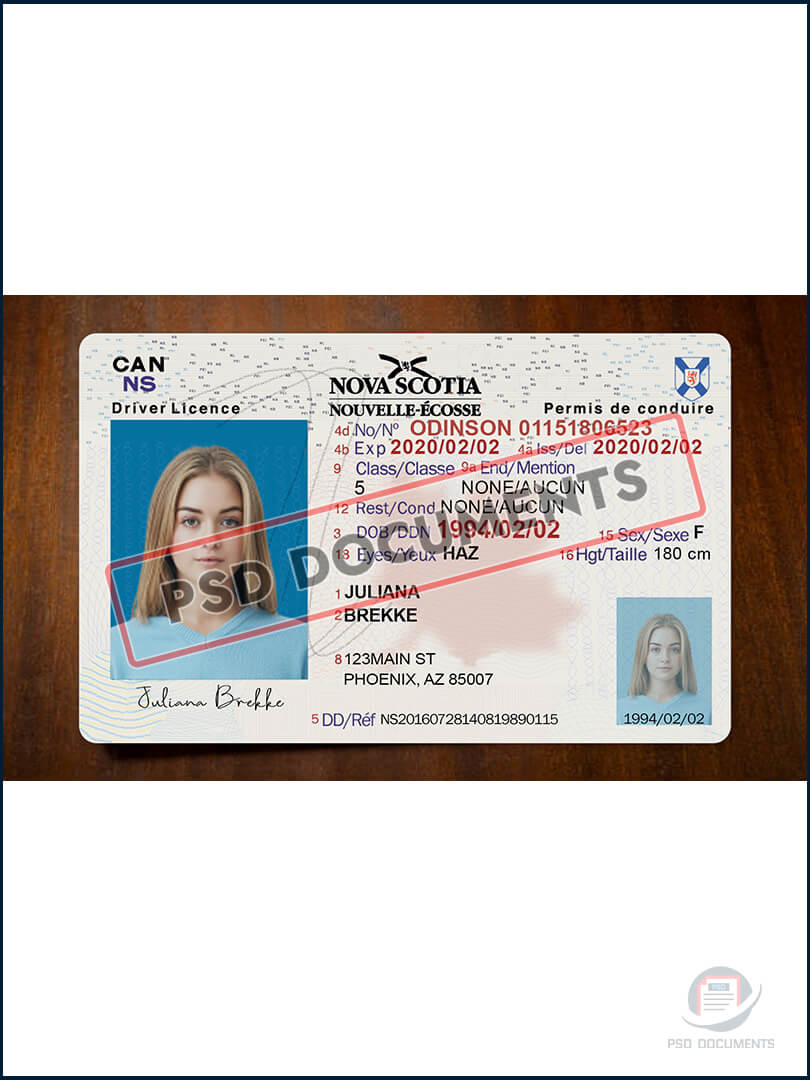 CAN
NS
NOVA SCOTIA
Driver Licence NOUVELLE-ÉCOSSE Permis de conduire
4d No/Nº ODINSON 01151806523
4b Exp 2020/02/02 4a Iss/Del 2020/02/02
9 Class/Classe 9a End/Mention
5 NONE/AUCUN
12 Rest/Cond NONE/AUCUN
3 DOB/DDN 1994/02/02 15 Sex/Sexe F
18 Eyes/Yeux HAZ 16 Hgt/Taille 180 cm
PSD DOCUMENTS
1 JULIANA
2 BREKKE
8 123MAIN ST
PHOENIX, AZ 85007
Juliana Brekke
5 DD/Réf NS20160728140819890115 1994/02/02
PSD
PSD DOCUMENTS